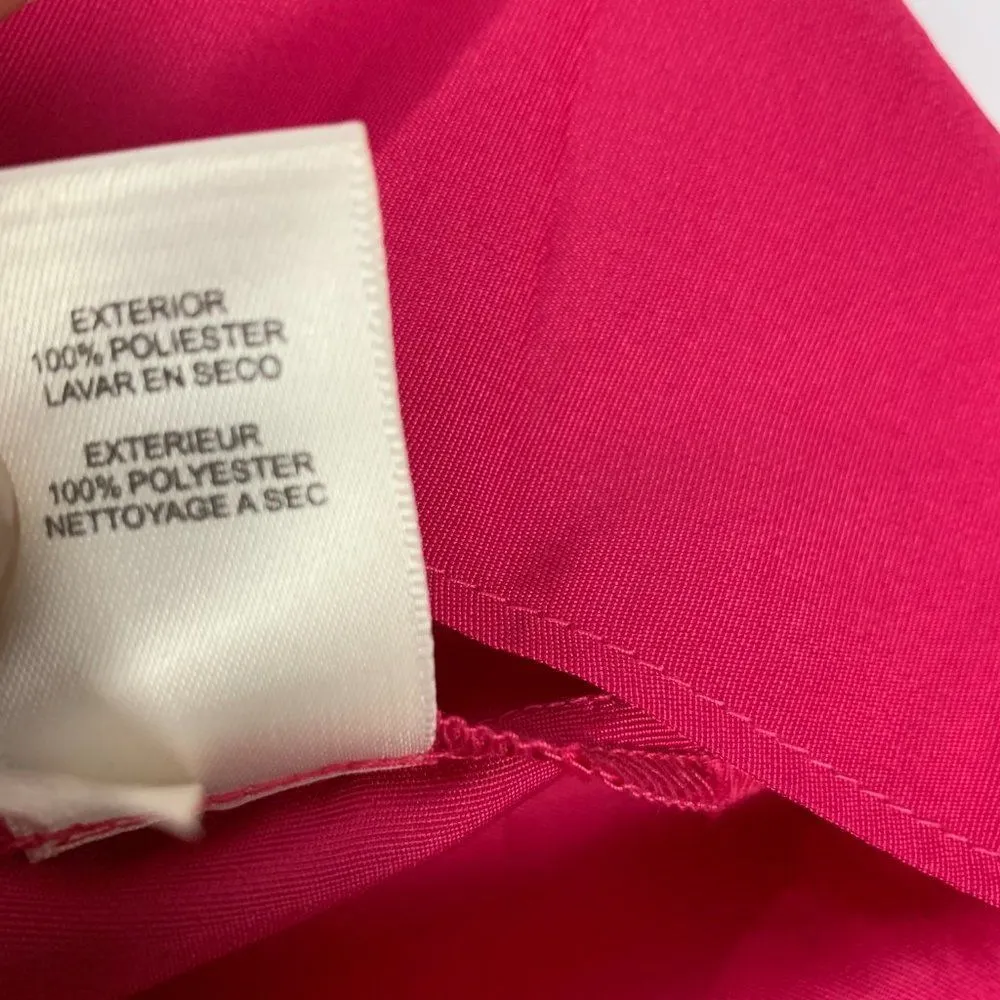 EXTERIOR
100% POLIESTER
LAVAR EN SECO
EXTERIEUR
100% POLYESTER
NETTOYAGE A SEC